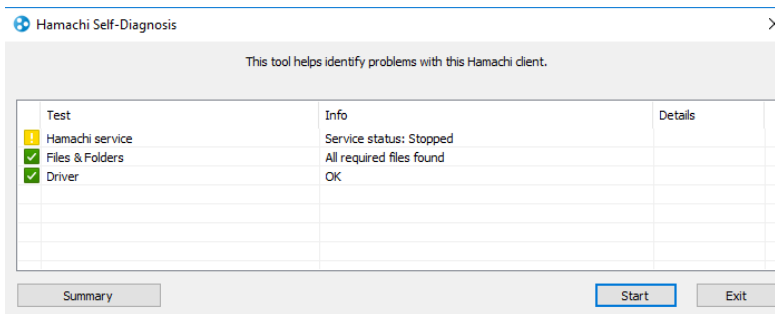 Hamachi Self-Diagnosis
This tool helps identify problems with this Hamachi client.
Test Info Details
Hamachi service Service status: Stopped
Files & Folders All required files found
Driver OK
Summary Start Exit